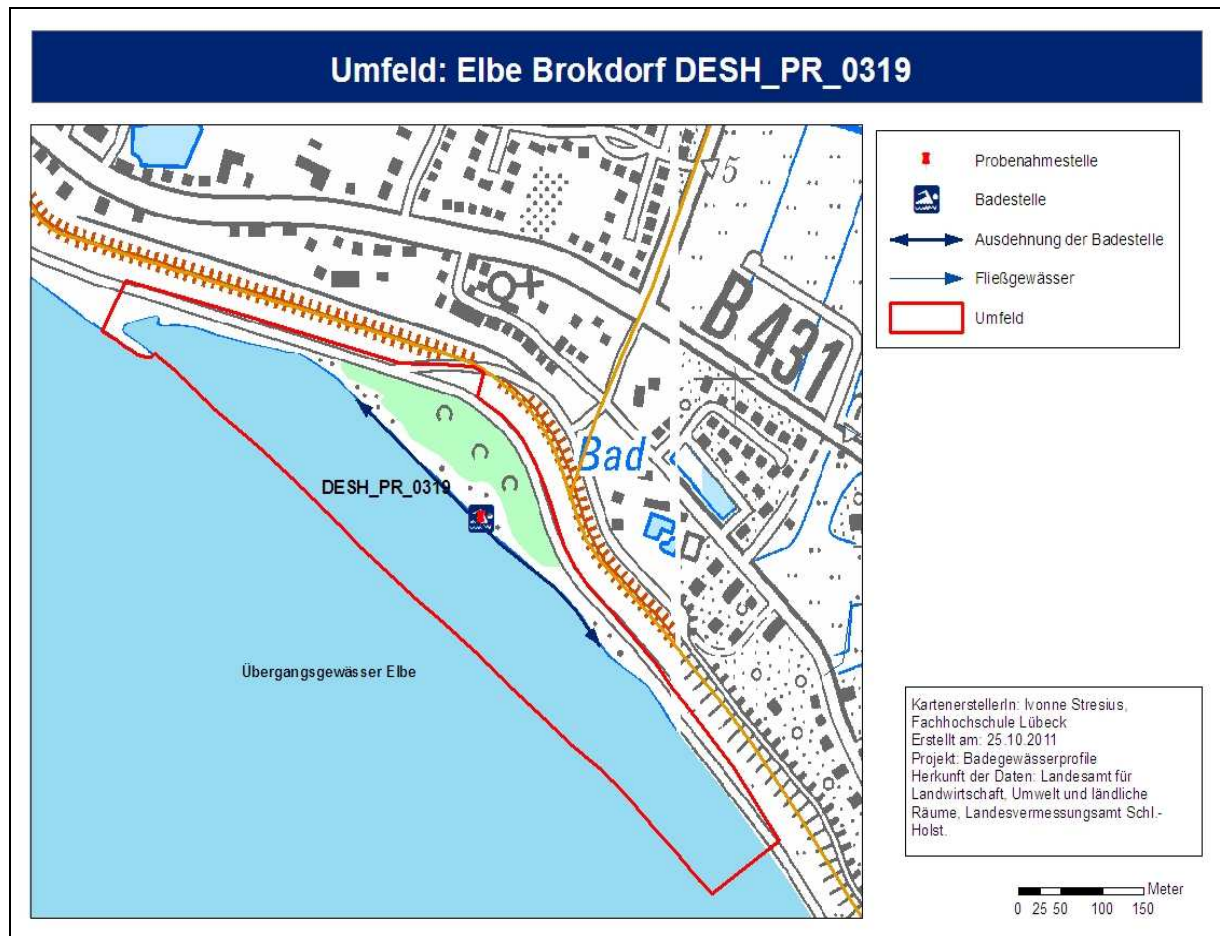 Umfeld: Elbe Brokdorf DESH_PR_0319
Probenahmestelle
Badestelle
Ausdehnung der Badestelle
Fließgewässer
Umfeld
5
B 431
Bad
DESH_PR_0319
Übergangsgewässer Elbe
KartenerstellerIn: Ivonne Stresius,
Fachhochschule Lübeck
Erstellt am: 25.10.2011
Projekt: Badegewässerprofile
Herkunft der Daten: Landesamt für
Landwirtschaft, Umwelt und ländliche
Räume, Landesvermessungsamt Schl.-
Holst.
Meter
0 25 50 100 150